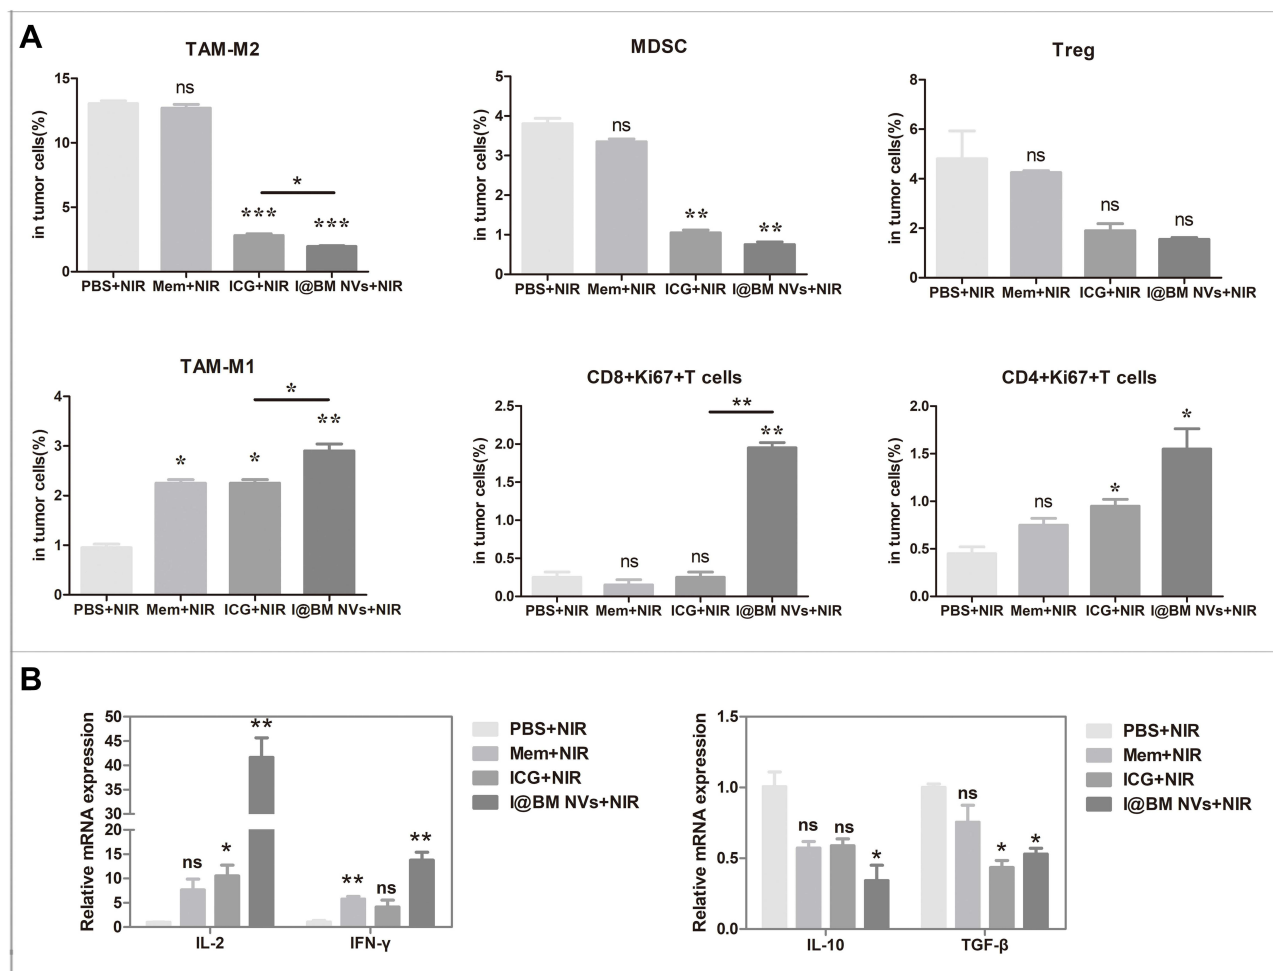 A
TAM-M2
in tumor cells(%)
15
10
5
0
ns
***
***
*
PBS+NIR
Mem+NIR
ICG+NIR
I@BM NVs+NIR
MDSC
in tumor cells(%)
5
4
3
2
1
0
ns
**
**
PBS+NIR
Mem+NIR
ICG+NIR
I@BM NVs+NIR
Treg
in tumor cells(%)
8
6
4
2
0
ns
ns
ns
PBS+NIR
Mem+NIR
ICG+NIR
I@BM NVs+NIR
TAM-M1
in tumor cells(%)
4
3
2
1
0
*
*
**
*
PBS+NIR
Mem+NIR
ICG+NIR
I@BM NVs+NIR
CD8+Ki67+T cells
in tumor cells(%)
2.5
2.0
1.5
1.0
0.5
0.0
ns
ns
**
**
PBS+NIR
Mem+NIR
ICG+NIR
I@BM NVs+NIR
CD4+Ki67+T cells
in tumor cells(%)
2.0
1.5
1.0
0.5
0.0
ns
*
*
PBS+NIR
Mem+NIR
ICG+NIR
I@BM NVs+NIR
B
Relative mRNA expression
50
45
40
35
30
20
15
10
5
0
ns
*
**
**
ns
**
IL-2
IFN-γ
PBS+NIR
Mem+NIR
ICG+NIR
I@BM NVs+NIR
Relative mRNA expression
1.5
1.0
0.5
0.0
ns
ns
*
ns
*
*
IL-10
TGF-β
PBS+NIR
Mem+NIR
ICG+NIR
I@BM NVs+NIR